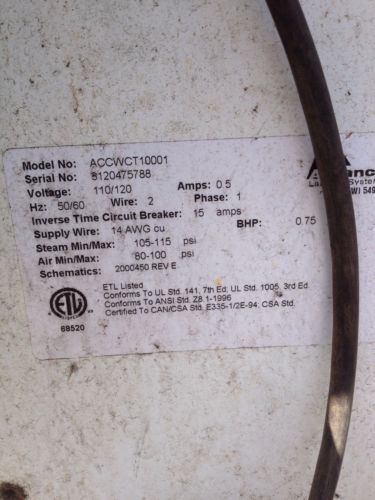 Model No: ACCWCT10001
Serial No: 8120475788
Voltage: 110/120 Amps: 0.5
Hz: 50/60 Wire: 2 Phase: 1
Inverse Time Circuit Breaker: 15 amps
Supply Wire: 14 AWG cu BHP: 0.75
Steam Min/Max: 105-115 psi
Air Min/Max: 80-100 psi
Schematics: 2000450 REV E
ETL
68520
ETL Listed
Conforms To UL Std. 141, 7th Ed; UL Std. 1005, 3rd Ed.
Conforms To ANSI Std. Z8.1-1996
Certified To CAN/CSA Std. E335-1/2E-94; CSA Std.
WI 549